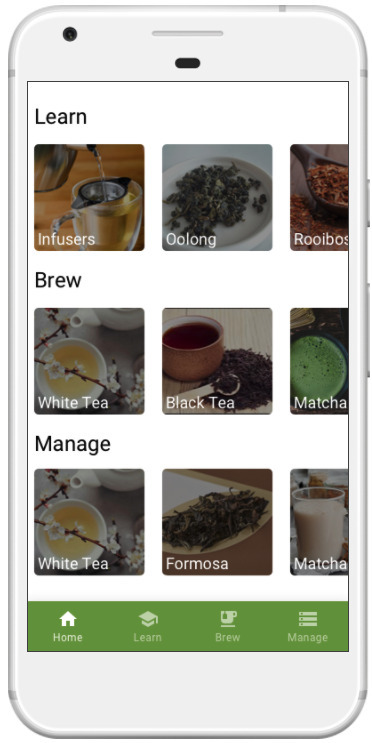 Learn
Infusers
Oolong
Rooibos
Brew
White Tea
Black Tea
Matcha
Manage
White Tea
Formosa
Matcha
Home
Learn
Brew
Manage